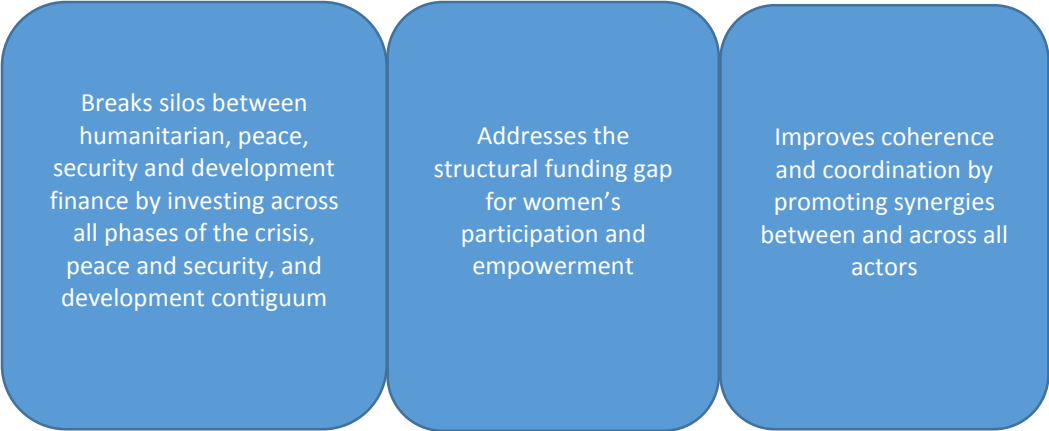 Breaks silos between
humanitarian, peace,
security and development
finance by investing across
all phases of the crisis,
peace and security, and
development contiguum
Addresses the
structural funding gap
for women’s
participation and
empowerment
Improves coherence
and coordination by
promoting synergies
between and across all
actors